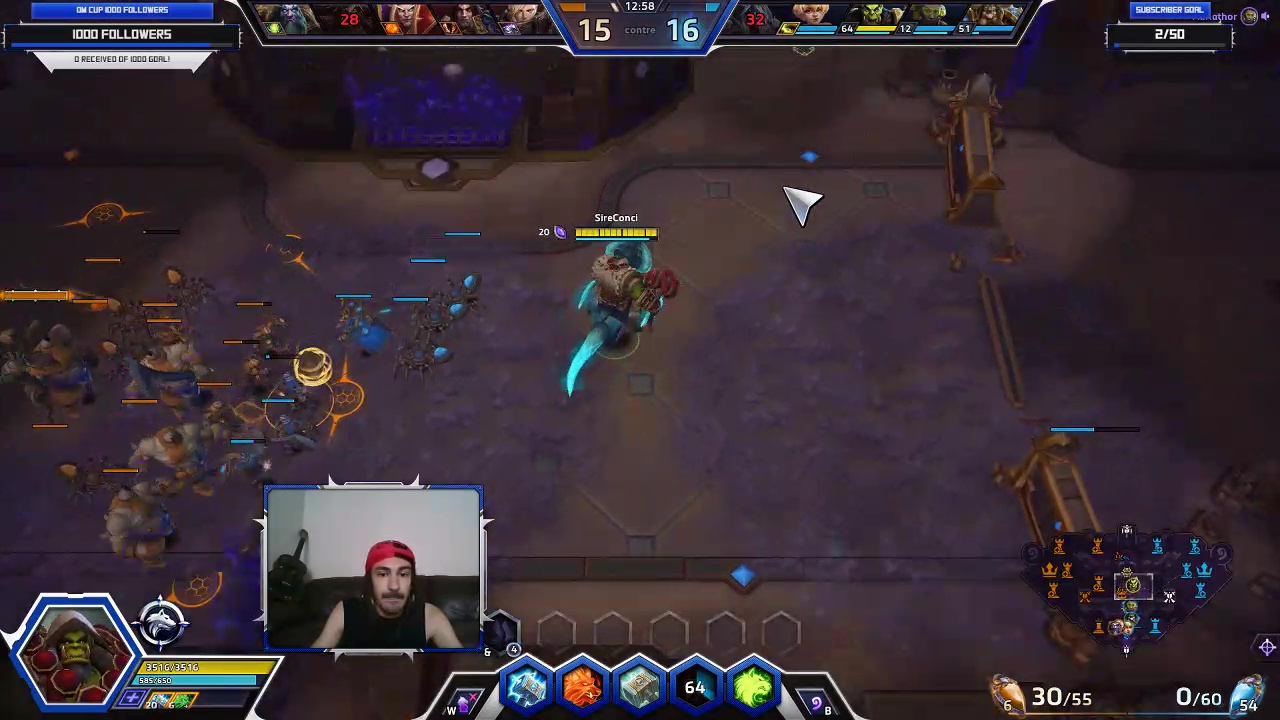 OM CUP 1000 FOLLOWERS
1000 FOLLOWERS
0 RECEIVED OF 1000 GOAL!
28
12:58
15 contre 16
32
64
12
51
SUBSCRIBER GOAL
2/50
SireConci
20
3516/3516
585/650
20 6
&
4
W
64
B
6 30/55
0/60 54